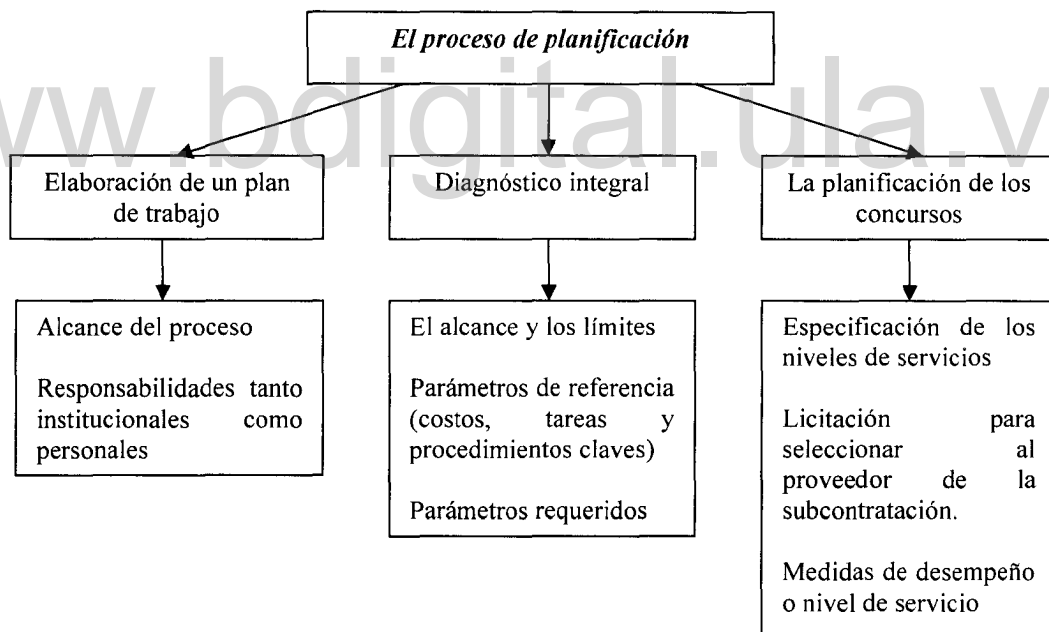 El proceso de planificación
www.bdigital.ula.v
Elaboración de un plan
de trabajo
Diagnóstico integral
La planificación de los
concursos
Alcance del proceso
Responsabilidades tanto
institucionales como
personales
El alcance y los límites
Parámetros de referencia
(costos, tareas y
procedimientos claves)
Parámetros requeridos
Especificación de los
niveles de servicios
Licitación para
seleccionar al
proveedor de la
subcontratación.
Medidas de desempeño
o nivel de servicio